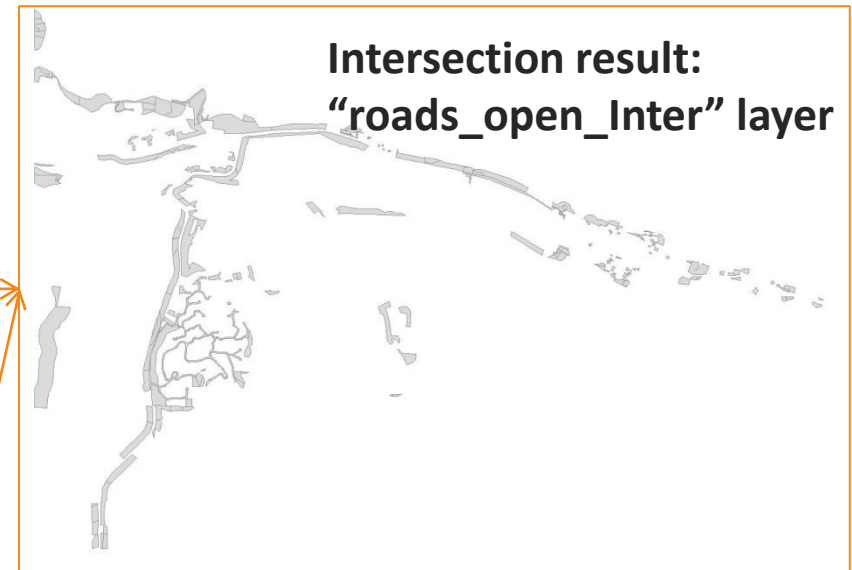 Intersection result:
“roads_open_Inter” layer